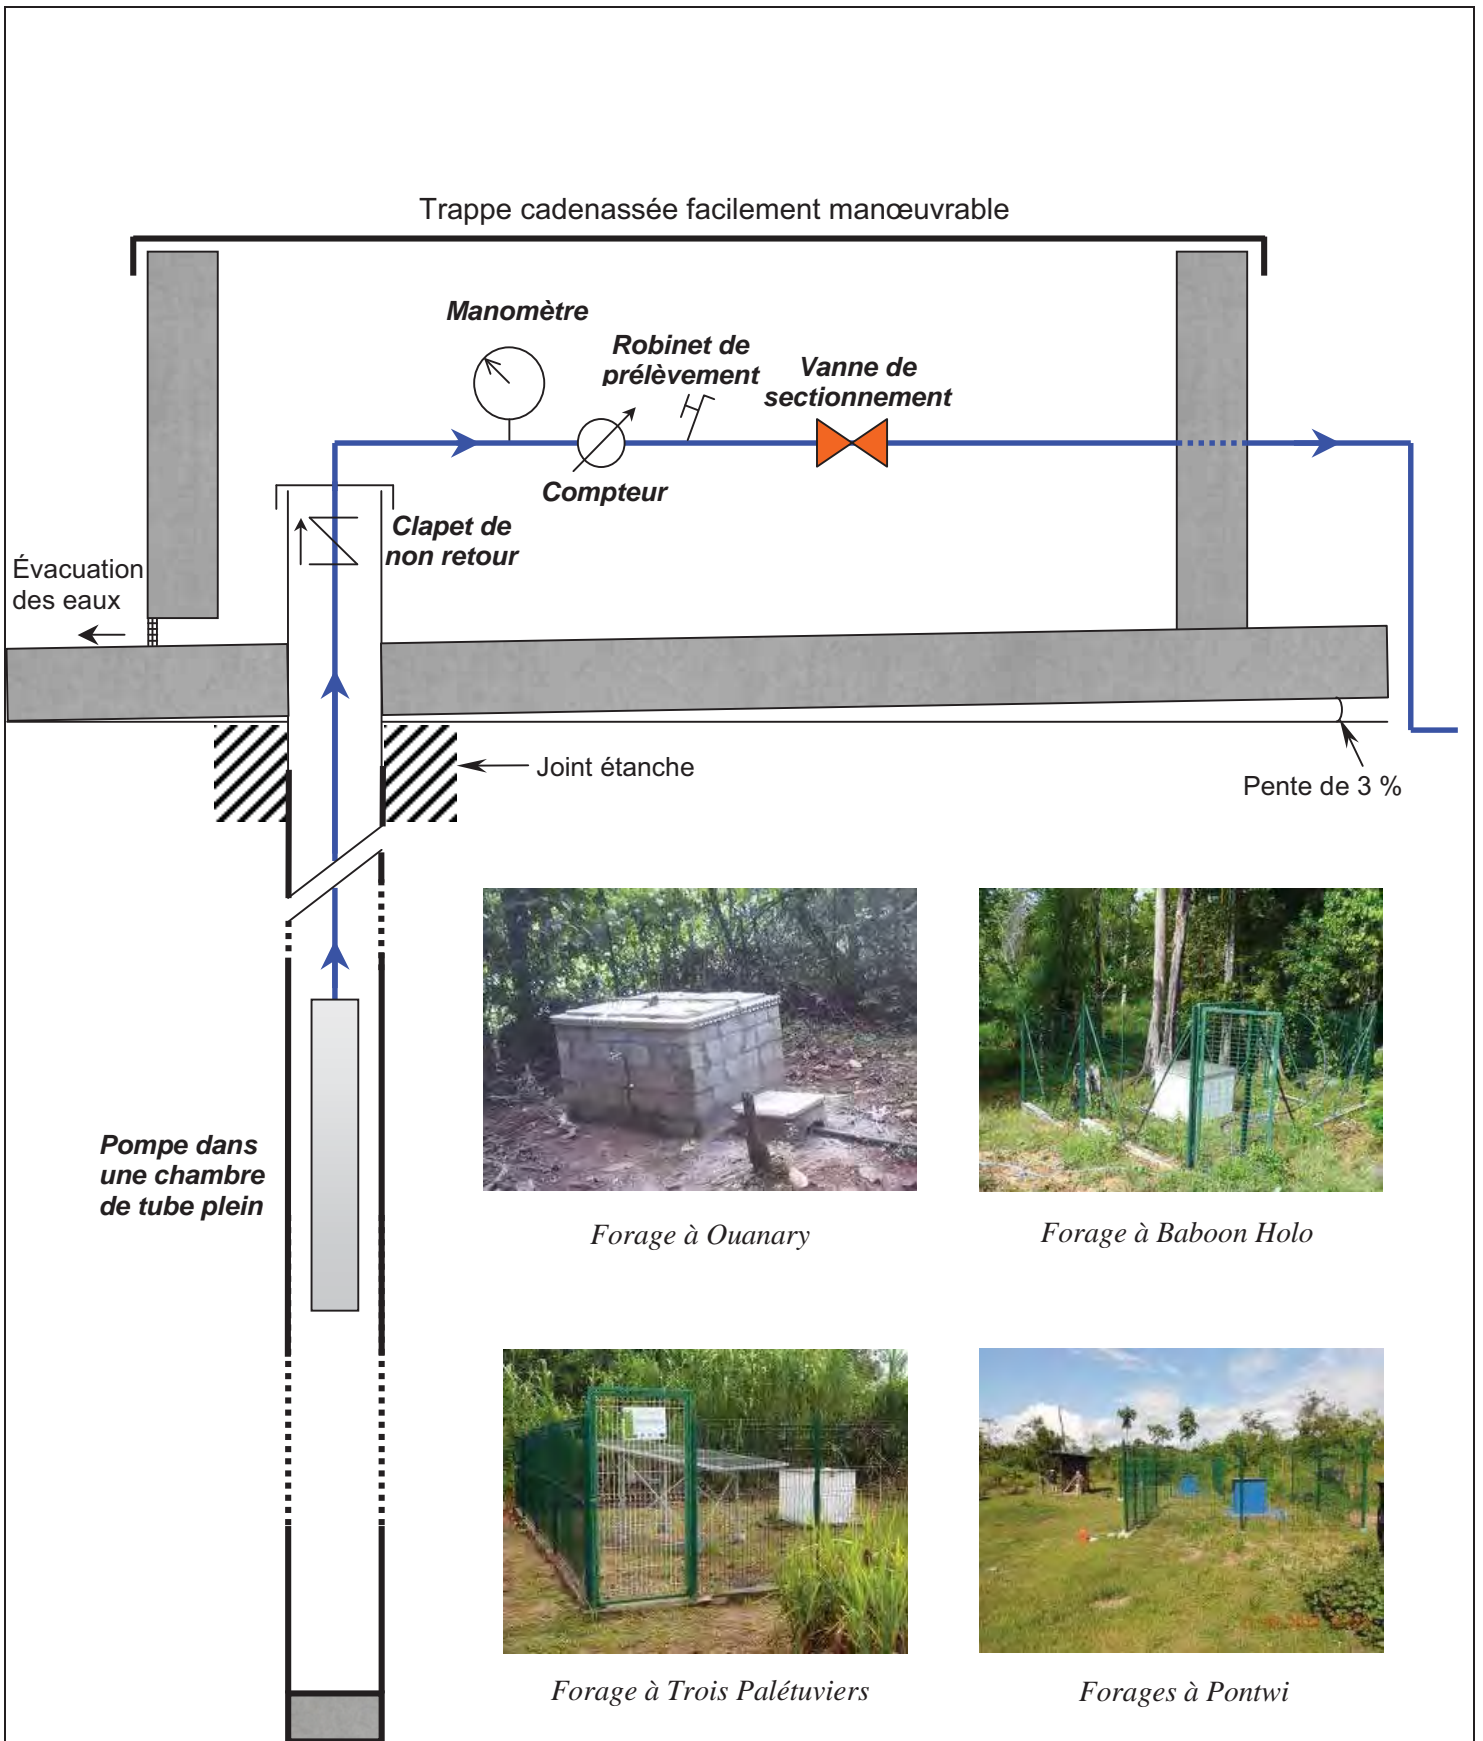 Trappe cadenassée facilement manœuvrable
Manomètre
Robinet de
prélèvement
Vanne de
sectionnement
Compteur
Clapet de
non retour
Évacuation
des eaux
Joint étanche
Pente de 3 %
Pompe dans
une chambre
de tube plein
Forage à Ouanary
Forage à Baboon Holo
Forage à Trois Palétuviers
Forages à Pontwi